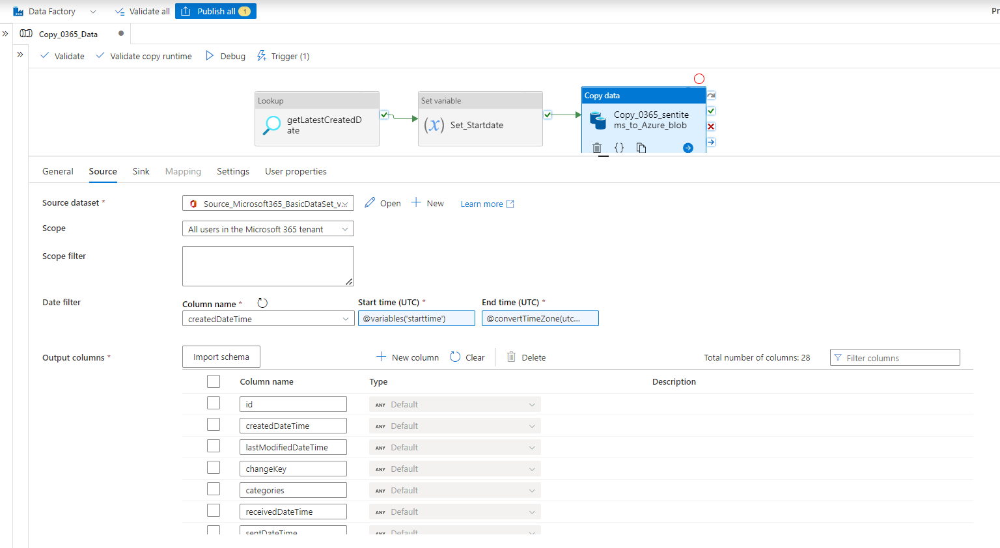 Data Factory
Validate all
Publish all 1
Pr
Copy_0365_Data
Validate
Validate copy runtime
Debug
Trigger (1)
Lookup
getLatestCreatedD
ate
Set variable
(x) Set_Startdate
Copy data
Copy_0365_sentite
ms_to_Azure_blob
{}
General
Source
Sink
Mapping
Settings
User properties
Source dataset *
Source_Microsoft365_BasicDataSet_v...
Open
New
Learn more
Scope
All users in the Microsoft 365 tenant
Scope filter
Date filter
Column name *
Start time (UTC) *
End time (UTC) *
createdDateTime
@variables('starttime')
@convertTimeZone(utc...
Output columns *
Import schema
New column
Clear
Delete
Total number of columns: 28
Filter columns
Column name
Type
Description
id
ANY Default
createdDateTime
ANY Default
lastModifiedDateTime
ANY Default
changeKey
ANY Default
categories
ANY Default
receivedDateTime
ANY Default
sentDateTime
ANY Default